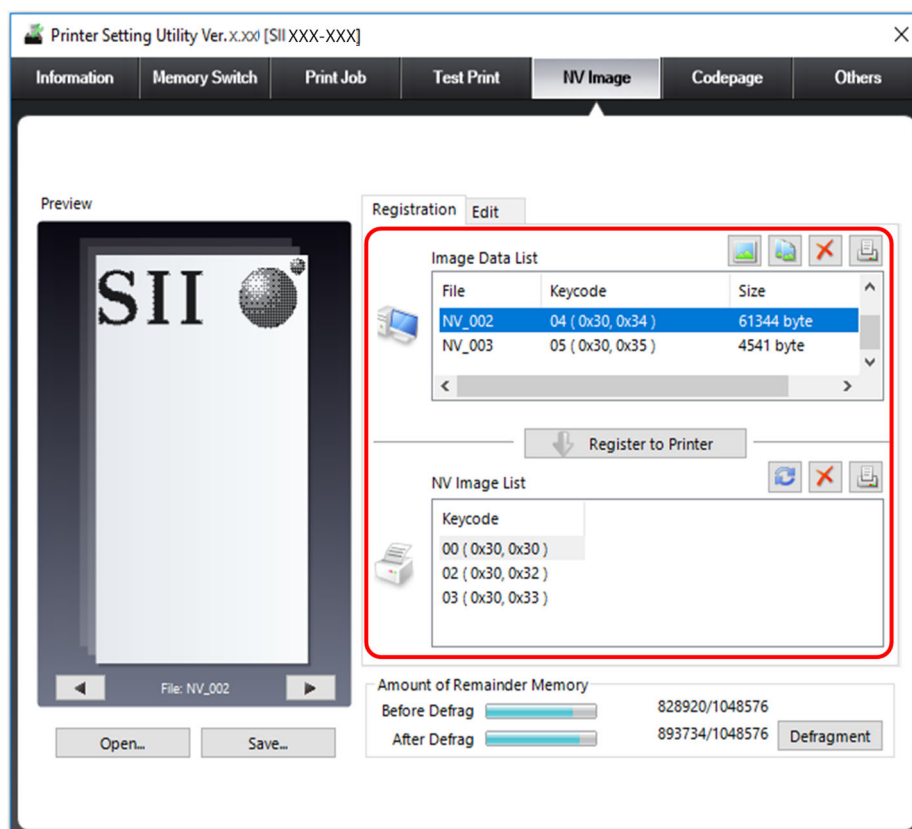 Printer Setting Utility Ver. x.xx [SII XXX-XXX]
Information Memory Switch Print Job Test Print NV Image Codepage Others
Preview
SII
File: NV_002
Open... Save...
Registration Edit
Image Data List
File Keycode Size
NV_002 04 ( 0x30, 0x34 ) 61344 byte
NV_003 05 ( 0x30, 0x35 ) 4541 byte
Register to Printer
NV Image List
Keycode
00 ( 0x30, 0x30 )
02 ( 0x30, 0x32 )
03 ( 0x30, 0x33 )
Amount of Remainder Memory
Before Defrag 828920/1048576
After Defrag 893734/1048576 Defragment